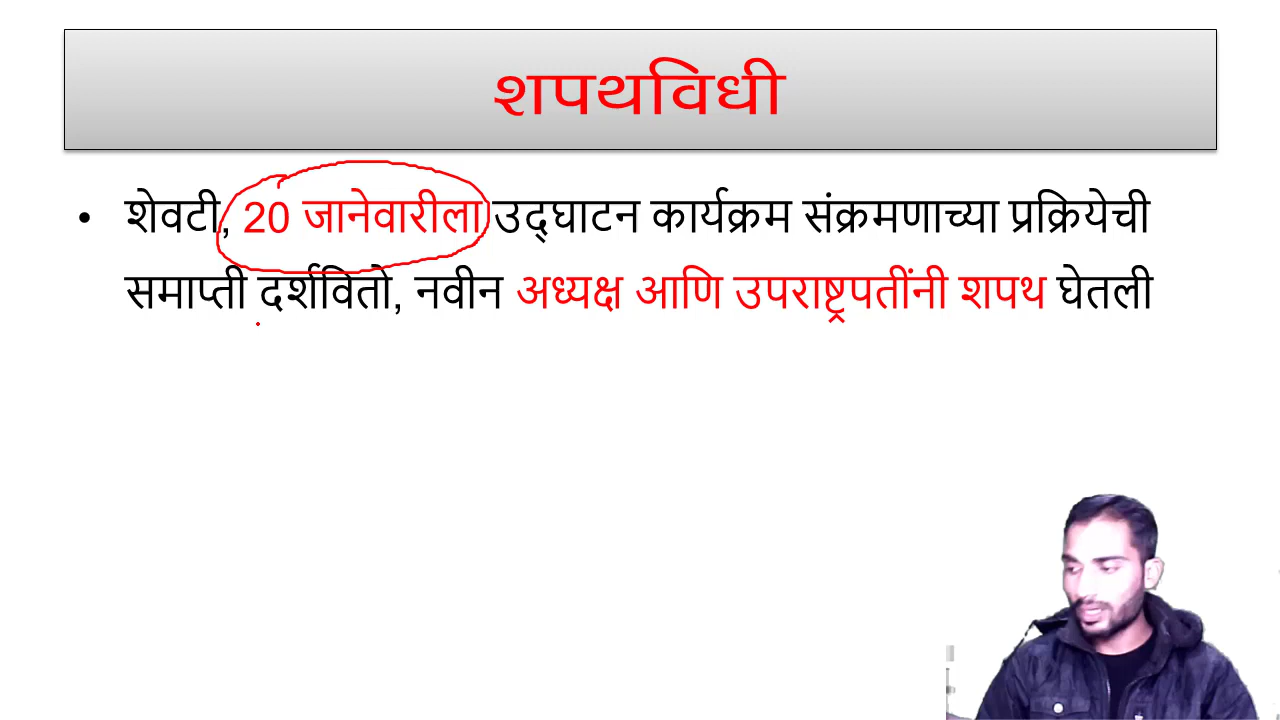 शपथविधी
• शेवटी, 20 जानेवारीला उद्घाटन कार्यक्रम संक्रमणाच्या प्रक्रियेची
समाप्ती दर्शवितो, नवीन अध्यक्ष आणि उपराष्ट्रपतींनी शपथ घेतली